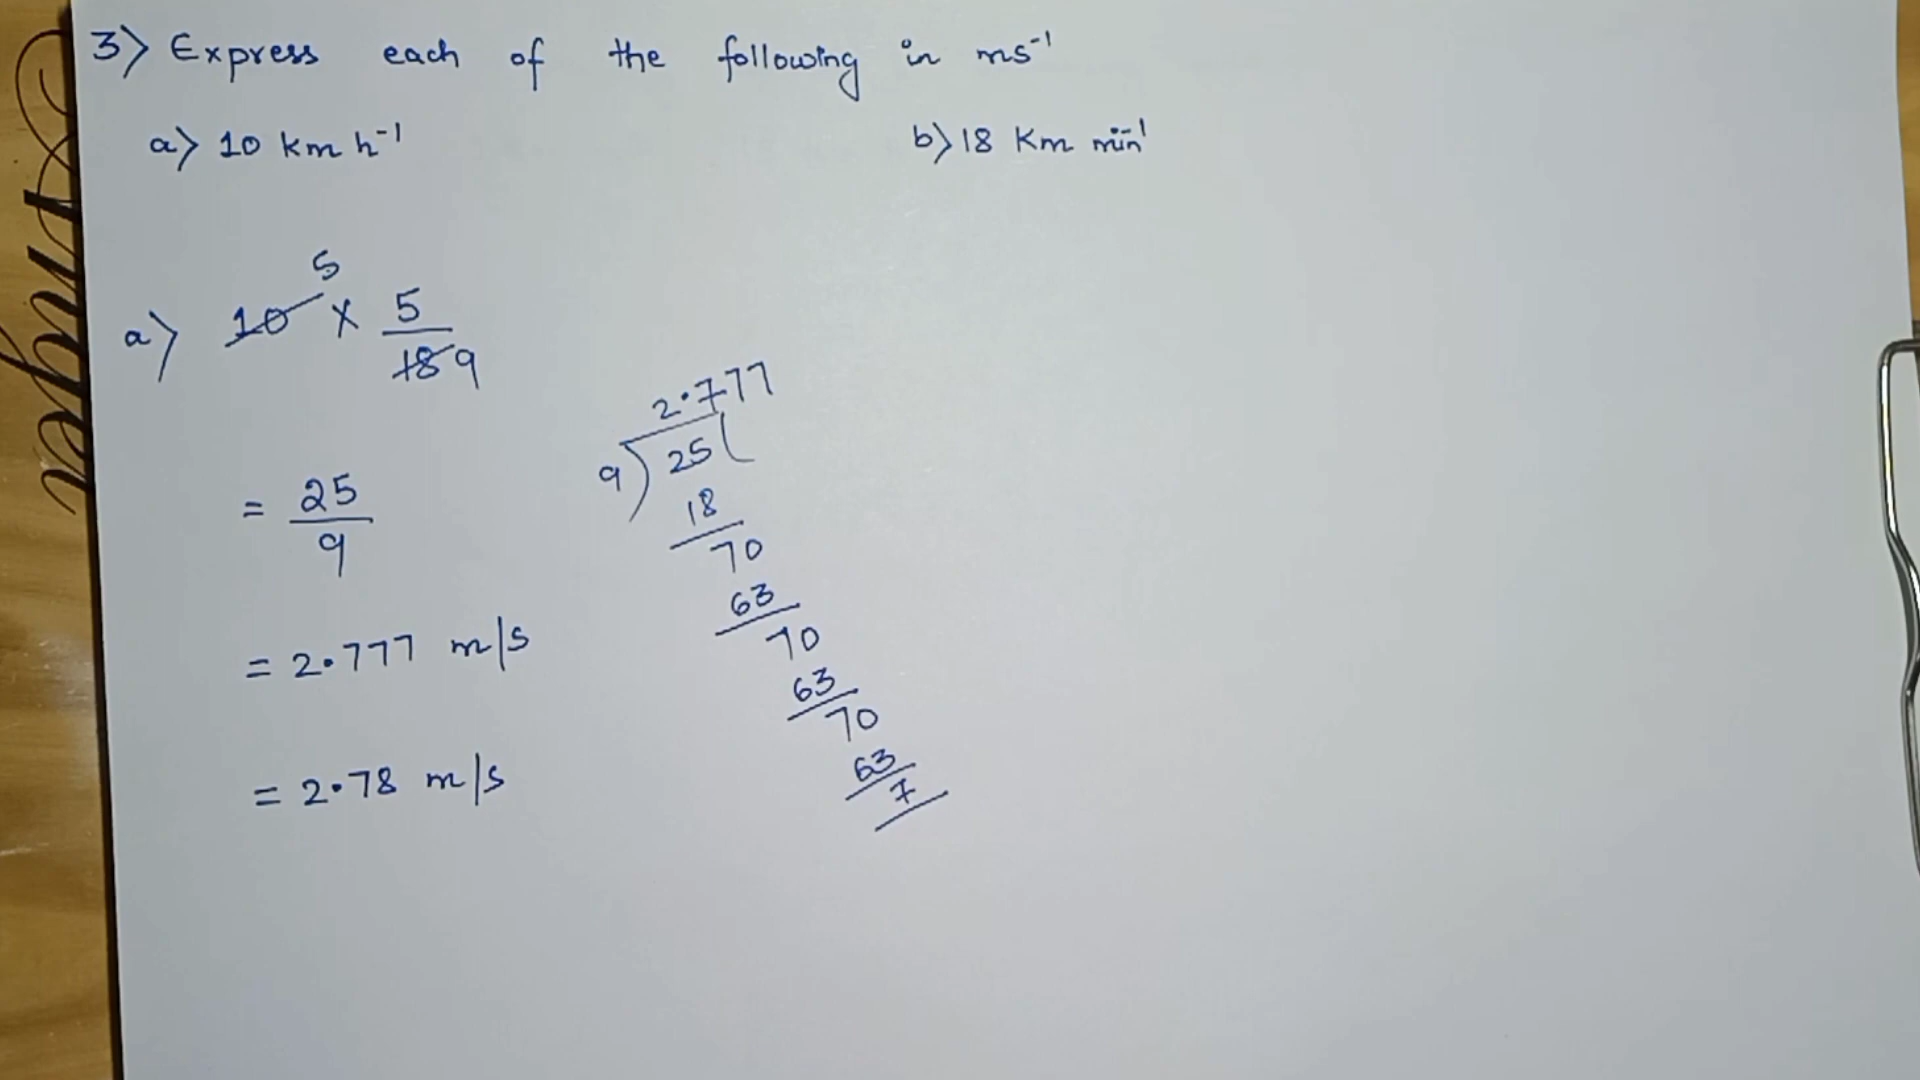 3) Express each of the following in ms⁻¹
a) 10 km h⁻¹
b) 18 Km min⁻¹
a) 10 5 × 5/18 9
= 25/9
= 2.777 m/s
= 2.78 m/s
2.777
9) 25 (
18
70
63
70
63
70
63
7